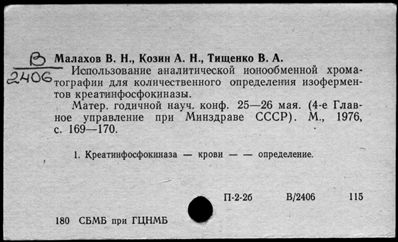 В
2406
Малахов В. Н., Козин А. Н., Тищенко В. А.
Использование аналитической ионообменной хрома-
тографии для количественного определения изофермен-
тов креатинфосфокиназы.
Матер. годичной науч. конф. 25—26 мая. (4-е Глав-
ное управление при Минздраве СССР). М., 1976,
с. 169—170.
1. Креатинфосфокиназа — крови — — определение.
П-2-26 В/2406 115
180 СБМБ при ГЦНМБ